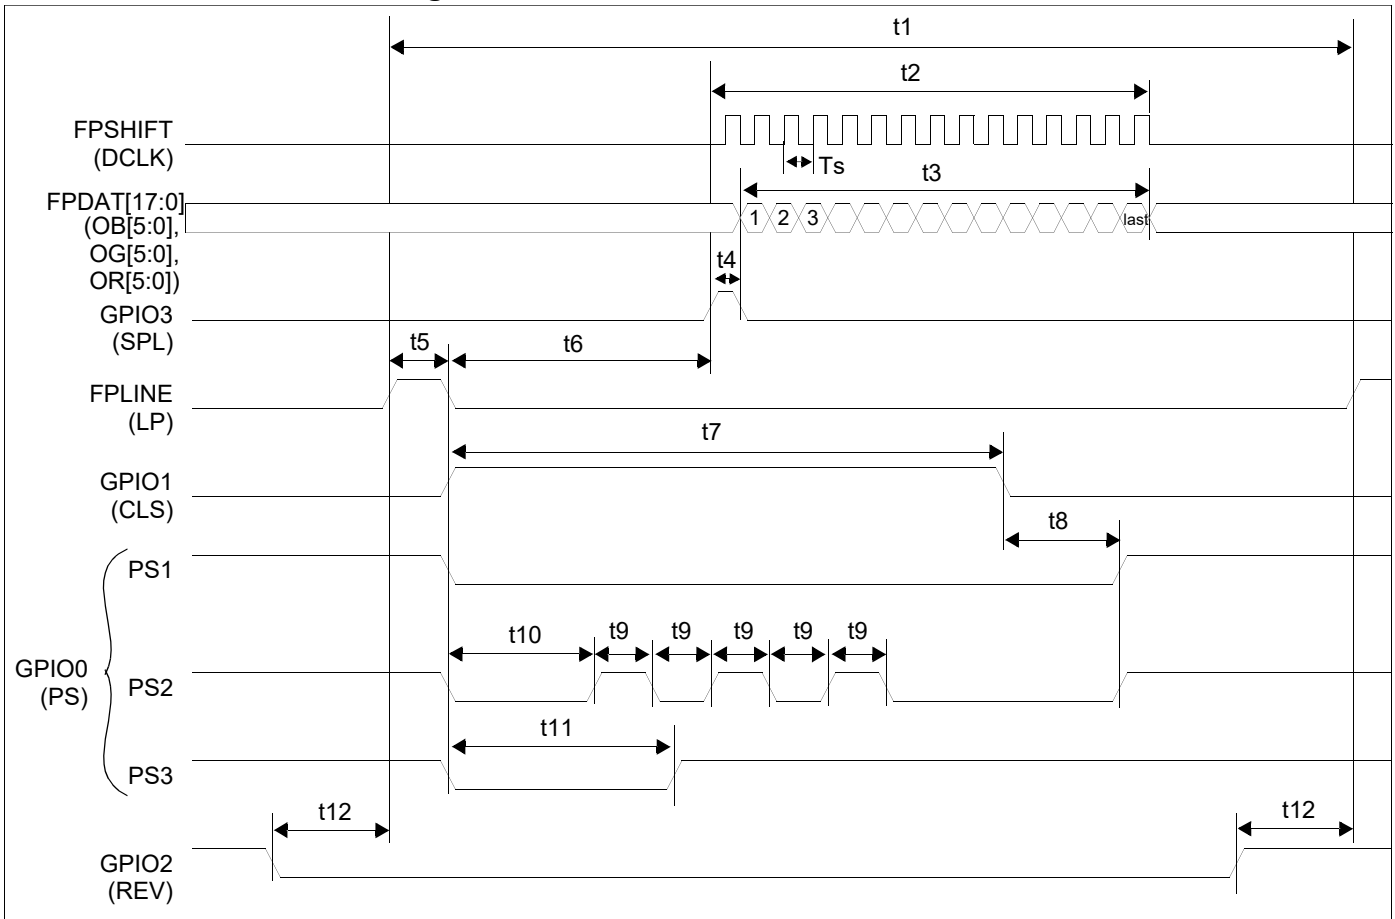 t1
t2
FPSHIFT
(DCLK)
Ts
t3
FPDAT[17:0]
(OB[5:0],
OG[5:0],
OR[5:0])
1 2 3 last
t4
GPIO3
(SPL)
t5 t6
FPLINE
(LP)
t7
GPIO1
(CLS)
t8
PS1
t10 t9 t9 t9 t9 t9
GPIO0
(PS)
PS2
t11
PS3
t12 t12
GPIO2
(REV)